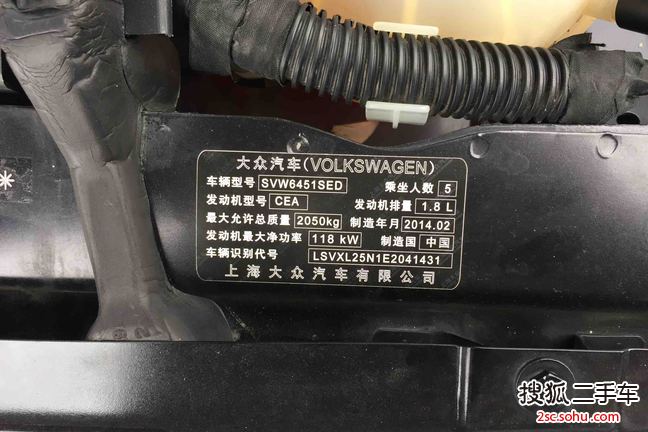 大众汽车(VOLKSWAGEN)
车辆型号 SVW6451SED 乘坐人数 5
发动机型号 CEA 发动机排量 1.8 L
最大允许总质量 2050kg 制造年月 2014.02
发动机最大净功率 118 kW 制造国 中国
车辆识别代号 LSVXL25N1E2041431
上海大众汽车有限公司
*
搜狐二手车
2sc.sohu.com